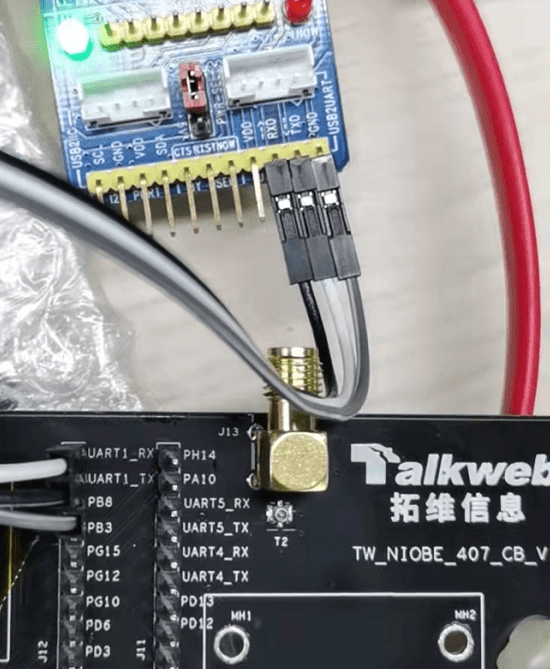 USB2IIC
SCL
GND
VDD
SDA
CTS
RISTNOW
VDD
RXD
TXD
GND
USB2UART
J13
UART1_RX
UART1_TX
PB8
PB3
PG15
PG12
PG10
PD6
PD3
J12
PH14
PA10
UART5_RX
UART5_TX
UART4_RX
UART4_TX
PD13
PD12
J11
T2
Talkweb
拓维信息
TW_NIOBE_407_CB_V
MH1
MH2